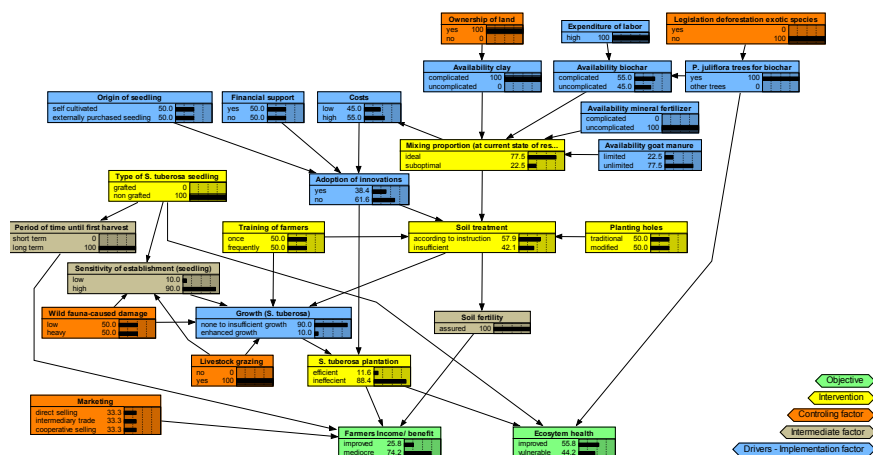 Ownership of land
yes 100
no 0
Expenditure of labor
high 100
Legislation deforestation exotic species
yes 0
no 100
Availability clay
complicated 100
uncomplicated 0
Availability biochar
complicated 55.0
uncomplicated 45.0
P. juliflora trees for biochar
yes 100
other trees 0
Origin of seedling
self cultivated 50.0
externally purchased seedling 50.0
Financial support
yes 50.0
no 50.0
Costs
low 45.0
high 55.0
Availability mineral fertilizer
complicated 0
uncomplicated 100
Mixing proportion (at current state of res...
ideal 77.5
suboptimal 22.5
Availability goat manure
limited 22.5
unlimited 77.5
Type of S. tuberosa seedling
grafted 0
non grafted 100
Adoption of innovations
yes 38.4
no 61.6
Period of time until first harvest
short term 0
long term 100
Training of farmers
once 50.0
frequently 50.0
Soil treatment
according to instruction 57.9
insufficient 42.1
Planting holes
traditional 50.0
modified 50.0
Sensitivity of establishment (seedling)
low 10.0
high 90.0
Wild fauna-caused damage
low 50.0
heavy 50.0
Growth (S. tuberosa)
none to insufficient growth 90.0
enhanced growth 10.0
Soil fertility
assured 100
Livestock grazing
no 0
yes 100
S. tuberosa plantation
efficient 11.6
ineffecient 88.4
Marketing
direct selling 33.3
intermediary trade 33.3
cooperative selling 33.3
Farmers Income/ benefit
improved 25.8
mediocre 74.2
Ecosytem health
improved 55.8
vulnerable 44.2
Objective
Intervention
Controling factor
Intermediate factor
Drivers - Implementation factor